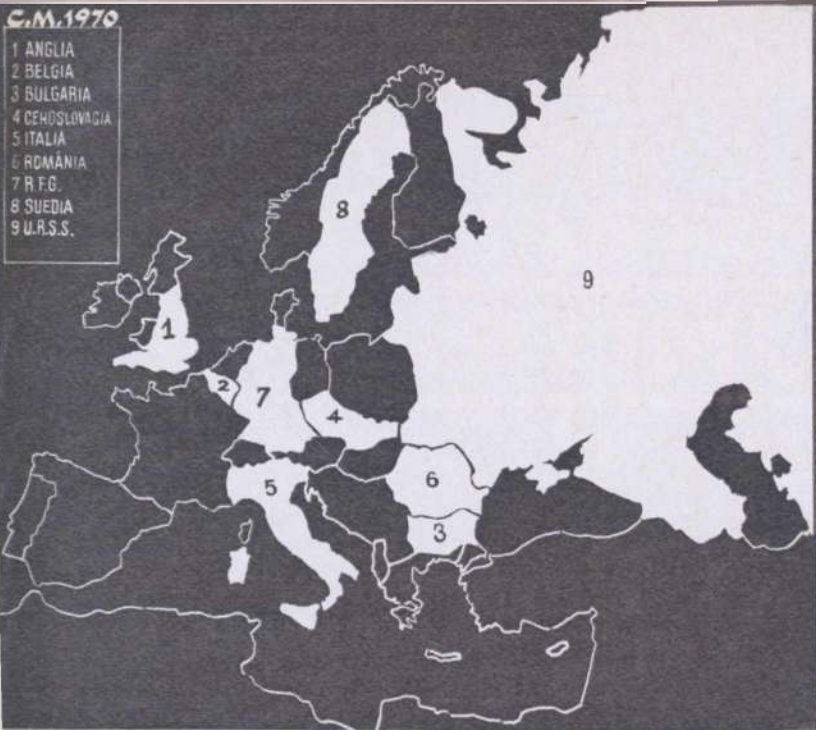 C.M.1970
1 ANGLIA
2 BELGIA
3 BULGARIA
4 CEHOSLOVACIA
5 ITALIA
6 ROMÂNIA
7 R.F.G.
8 SUEDIA
9 U.R.S.S.
8
9
1
2
7
4
5
6
3